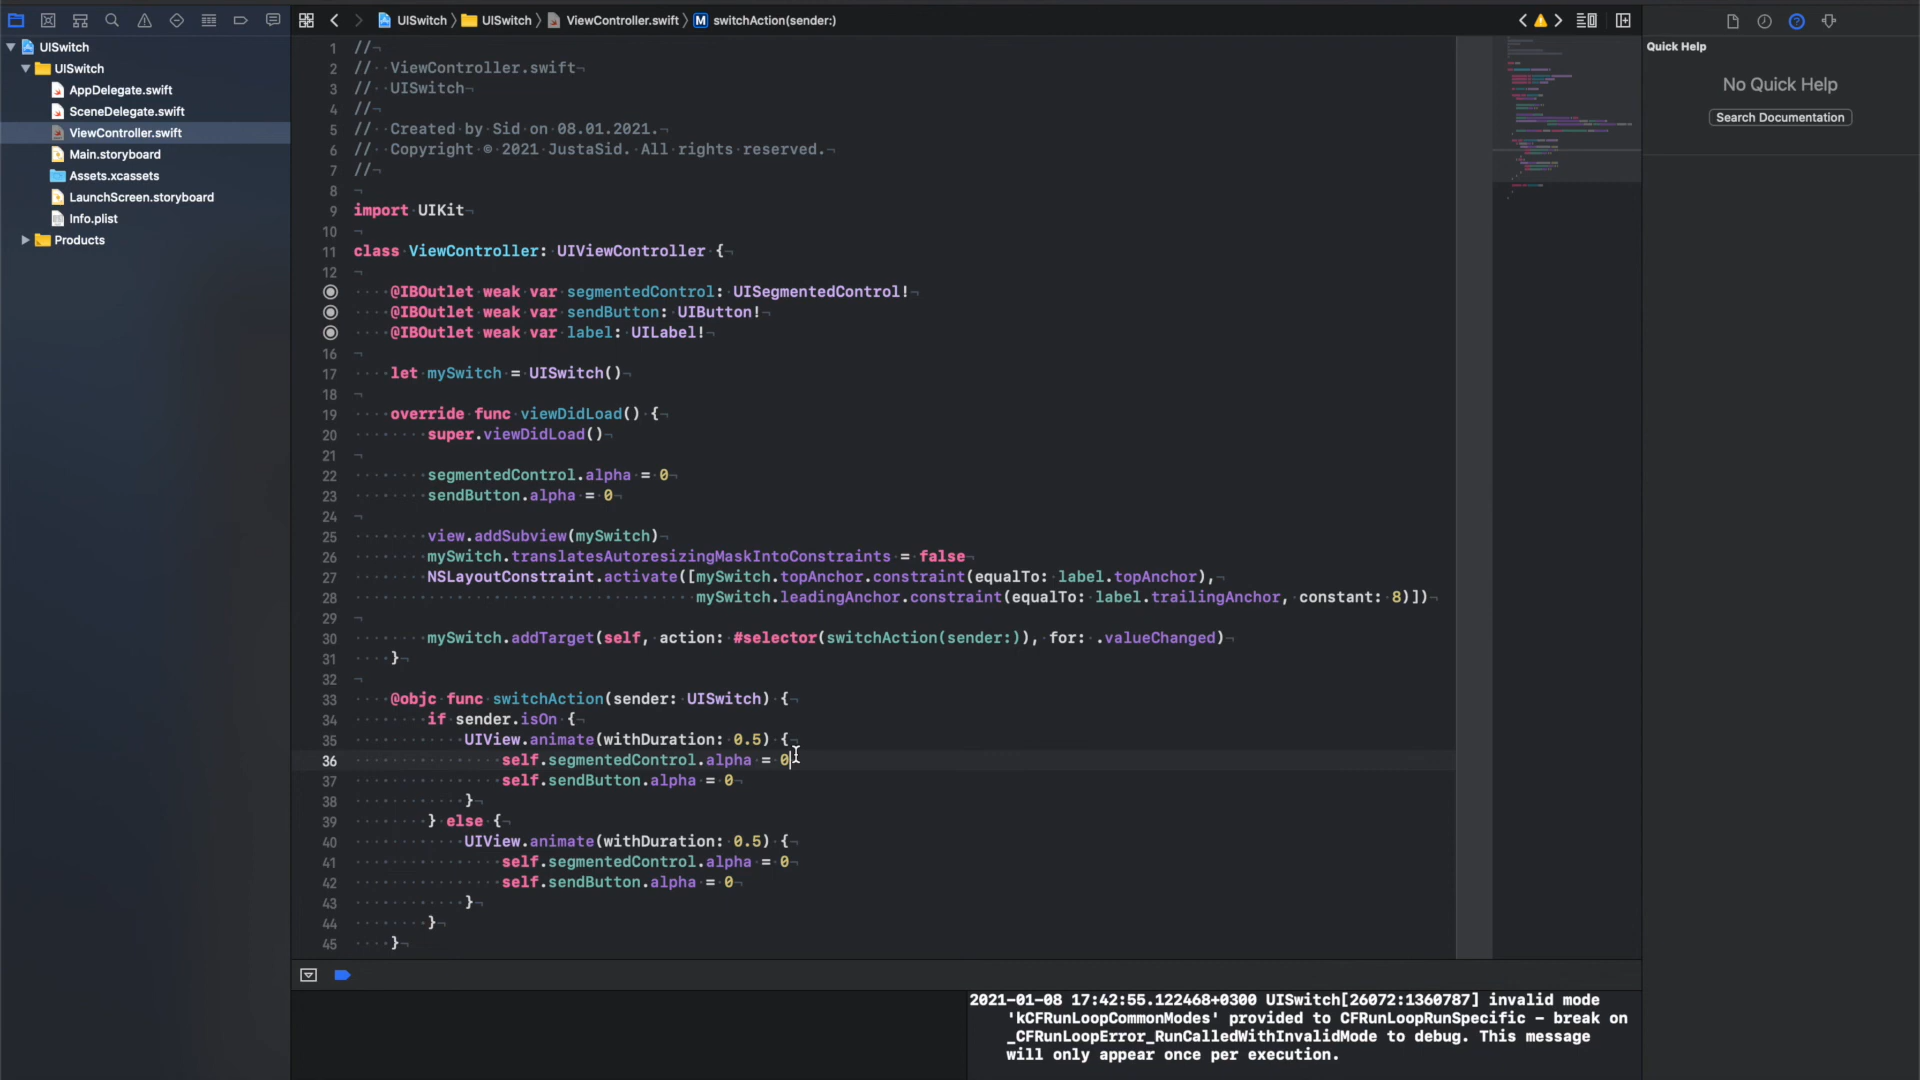 UISwitch
UISwitch
AppDelegate.swift
SceneDelegate.swift
ViewController.swift
Main.storyboard
Assets.xcassets
LaunchScreen.storyboard
Info.plist
Products
UISwitch UISwitch ViewController.swift M switchAction(sender:)
1 //
2 //  ViewController.swift
3 //  UISwitch
4 //
5 //  Created by Sid on 08.01.2021.
6 //  Copyright © 2021 JustaSid. All rights reserved.
7 //
8
9 import UIKit
10
11 class ViewController: UIViewController {
12
@IBOutlet weak var segmentedControl: UISegmentedControl!
@IBOutlet weak var sendButton: UIButton!
@IBOutlet weak var label: UILabel!
16
17 let mySwitch = UISwitch()
18
19 override func viewDidLoad() {
20 super.viewDidLoad()
21
22 segmentedControl.alpha = 0
23 sendButton.alpha = 0
24
25 view.addSubview(mySwitch)
26 mySwitch.translatesAutoresizingMaskIntoConstraints = false
27 NSLayoutConstraint.activate([mySwitch.topAnchor.constraint(equalTo: label.topAnchor),
28 mySwitch.leadingAnchor.constraint(equalTo: label.trailingAnchor, constant: 8)])
29
30 mySwitch.addTarget(self, action: #selector(switchAction(sender:)), for: .valueChanged)
31 }
32
33 @objc func switchAction(sender: UISwitch) {
34 if sender.isOn {
35 UIView.animate(withDuration: 0.5) {
36 self.segmentedControl.alpha = 0
37 self.sendButton.alpha = 0
38 }
39 } else {
40 UIView.animate(withDuration: 0.5) {
41 self.segmentedControl.alpha = 0
42 self.sendButton.alpha = 0
43 }
44 }
45 }
2021-01-08 17:42:55.122468+0300 UISwitch[26072:1360787] invalid mode
'kCFRunLoopCommonModes' provided to CFRunLoopRunSpecific - break on
_CFRunLoopError_RunCalledWithInvalidMode to debug. This message
will only appear once per execution.
Quick Help
No Quick Help
Search Documentation